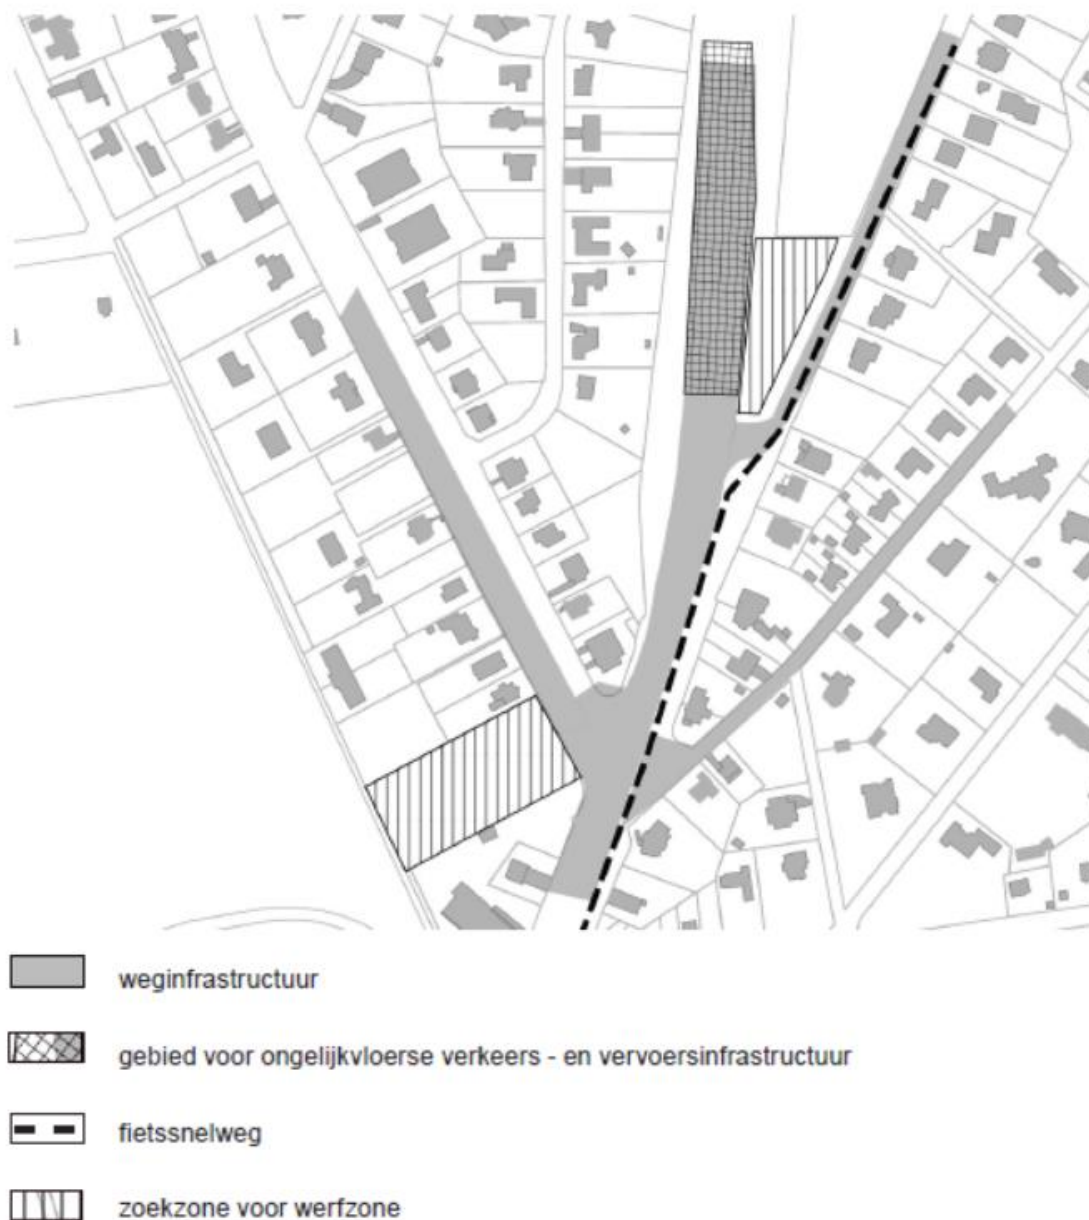 weginfrastructuur
gebied voor ongelijkvloerse verkeers - en vervoersinfrastructuur
fietssnelweg
zoekzone voor werfzone